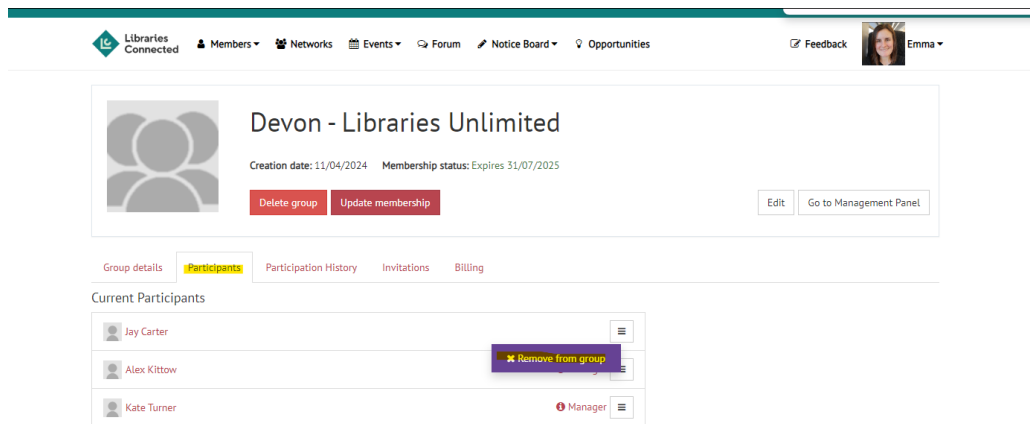 Libraries Connected
Members Networks Events Forum Notice Board Opportunities Feedback Emma
Devon - Libraries Unlimited
Creation date: 11/04/2024 Membership status: Expires 31/07/2025
Delete group Update membership Edit Go to Management Panel
Group details Participants Participation History Invitations Billing
Current Participants
Jay Carter
Remove from group
Alex Kittow
Kate Turner Manager